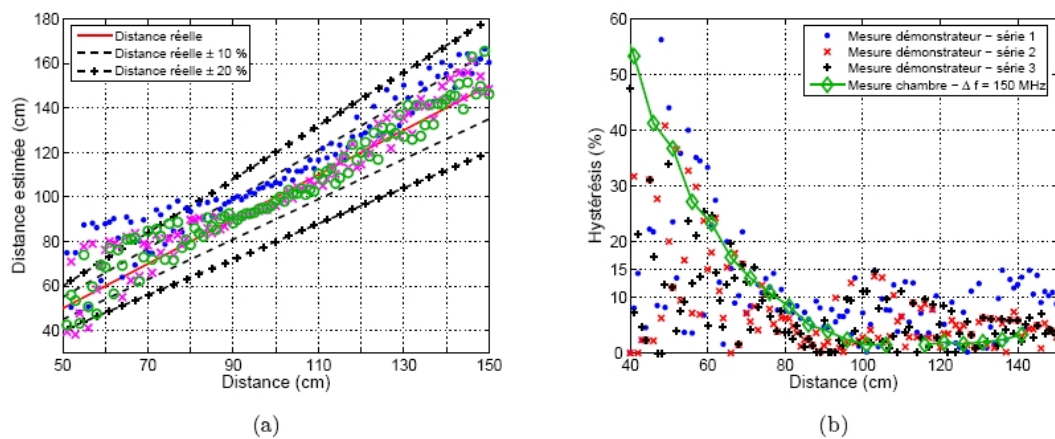 180
160
140
120
100
80
60
40
50
70
90
110
130
150
Distance estimée (cm)
Distance (cm)
Distance réelle
Distance réelle ± 10 %
Distance réelle ± 20 %
(a)
60
50
40
30
20
15
10
5
0
40
60
80
100
120
140
Hystérésis (%)
Distance (cm)
Mesure démonstrateur – série 1
Mesure démonstrateur – série 2
Mesure démonstrateur – série 3
Mesure chambre – Δ f = 150 MHz
(b)